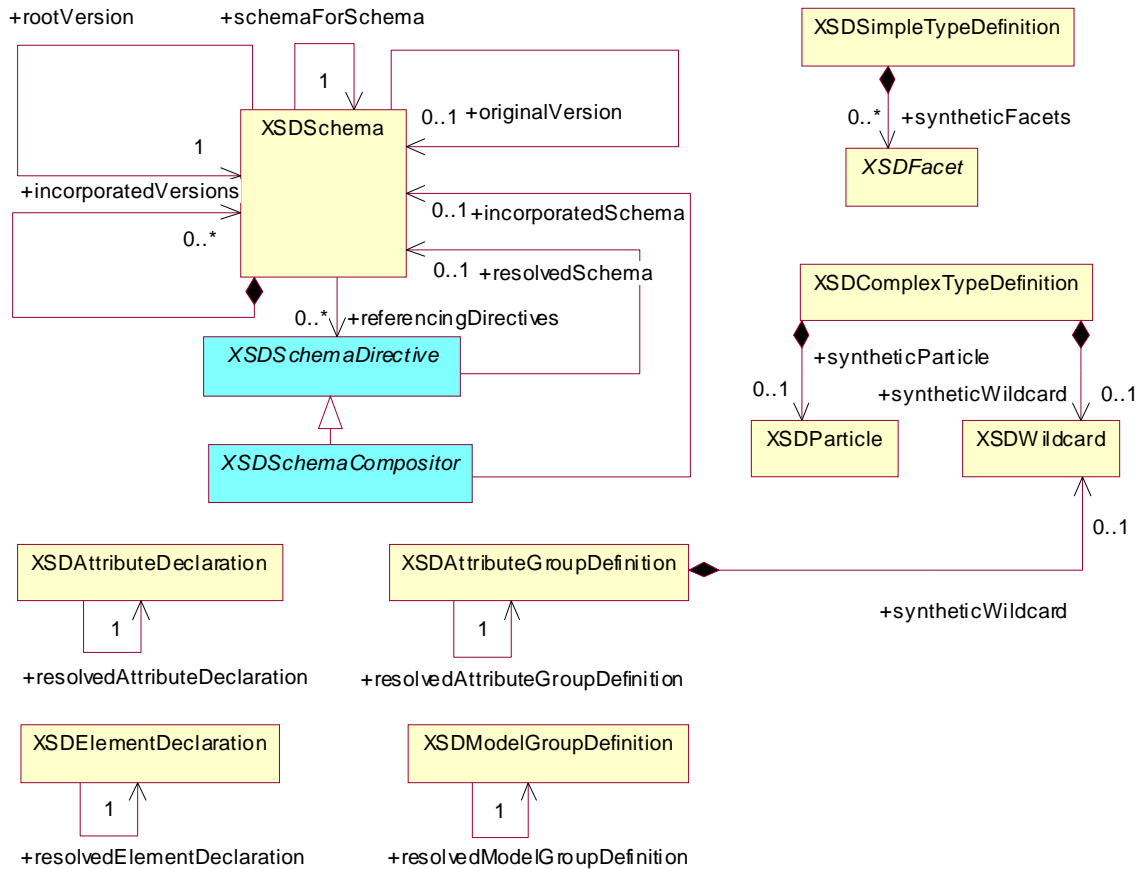 +rootVersion
+schemaForSchema
XSDSimpleTypeDefinition
1
0..1
+originalVersion
0..*
+syntheticFacets
XSDSchema
1
XSDFacet
+incorporatedVersions
0..1
+incorporatedSchema
0..*
0..1
+resolvedSchema
XSDComplexTypeDefinition
0..*
+referencingDirectives
XSDSchemaDirective
+syntheticParticle
0..1
+syntheticWildcard
0..1
XSDParticle
XSDWildcard
XSDSchemaCompositor
0..1
XSDAttributeDeclaration
XSDAttributeGroupDefinition
+syntheticWildcard
1
1
+resolvedAttributeDeclaration
+resolvedAttributeGroupDefinition
XSDElementDeclaration
XSDModelGroupDefinition
1
1
+resolvedElementDeclaration
+resolvedModelGroupDefinition